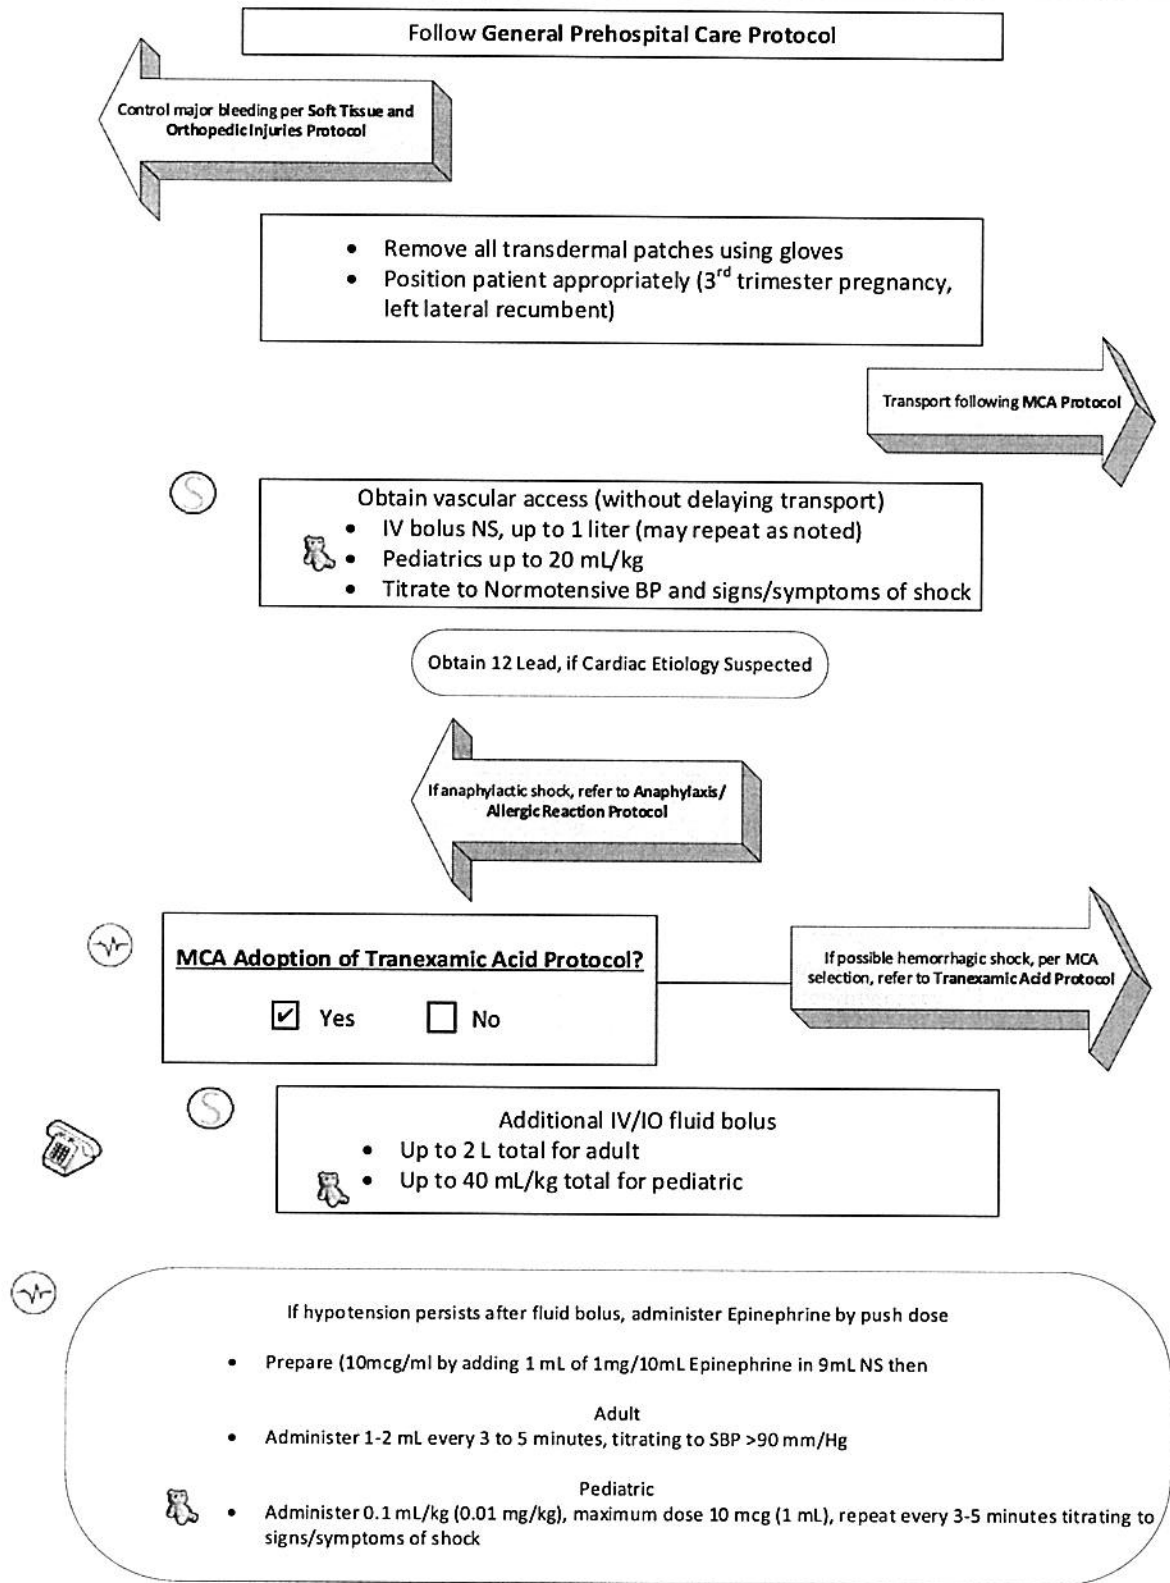 Follow General Prehospital Care Protocol
Control major bleeding per Soft Tissue and
Orthopedic Injuries Protocol
• Remove all transdermal patches using gloves
• Position patient appropriately (3rd trimester pregnancy,
left lateral recumbent)
Transport following MCA Protocol
S
Obtain vascular access (without delaying transport)
• IV bolus NS, up to 1 liter (may repeat as noted)
• Pediatrics up to 20 mL/kg
• Titrate to Normotensive BP and signs/symptoms of shock
Obtain 12 Lead, if Cardiac Etiology Suspected
If anaphylactic shock, refer to Anaphylaxis/
Allergic Reaction Protocol
MCA Adoption of Tranexamic Acid Protocol?
✔ Yes ☐ No
If possible hemorrhagic shock, per MCA
selection, refer to Tranexamic Acid Protocol
S
Additional IV/IO fluid bolus
• Up to 2 L total for adult
• Up to 40 mL/kg total for pediatric
If hypotension persists after fluid bolus, administer Epinephrine by push dose
• Prepare (10mcg/ml by adding 1 mL of 1mg/10mL Epinephrine in 9mL NS then
Adult
• Administer 1-2 mL every 3 to 5 minutes, titrating to SBP >90 mm/Hg
Pediatric
• Administer 0.1 mL/kg (0.01 mg/kg), maximum dose 10 mcg (1 mL), repeat every 3-5 minutes titrating to
signs/symptoms of shock